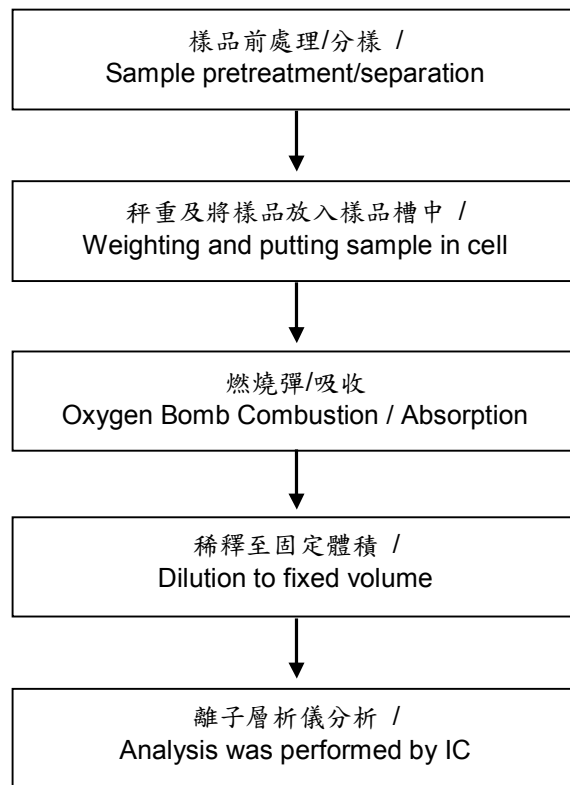 樣品前處理/分樣 /
Sample pretreatment/separation
秤重及將樣品放入樣品槽中 /
Weighting and putting sample in cell
燃燒彈/吸收
Oxygen Bomb Combustion / Absorption
稀釋至固定體積 /
Dilution to fixed volume
離子層析儀分析 /
Analysis was performed by IC